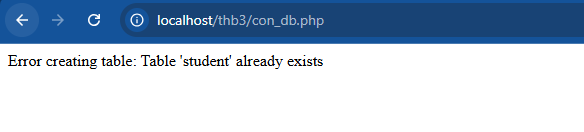 localhost/thb3/con_db.php
Error creating table: Table 'student' already exists